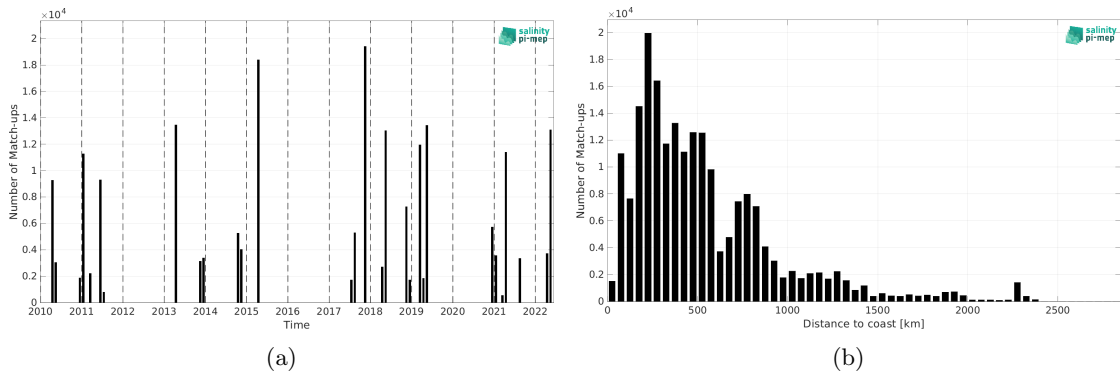 ×10⁴
2
1.8
1.6
1.4
1.2
1
0.8
0.6
0.4
0.2
0
Number of Match-ups
2010 2011 2012 2013 2014 2015 2016 2017 2018 2019 2020 2021 2022
Time
salinity
pi-mep
(a)
×10⁴
2
1.8
1.6
1.4
1.2
1
0.8
0.6
0.4
0.2
0
Number of Match-ups
0 500 1000 1500 2000 2500
Distance to coast [km]
salinity
pi-mep
(b)